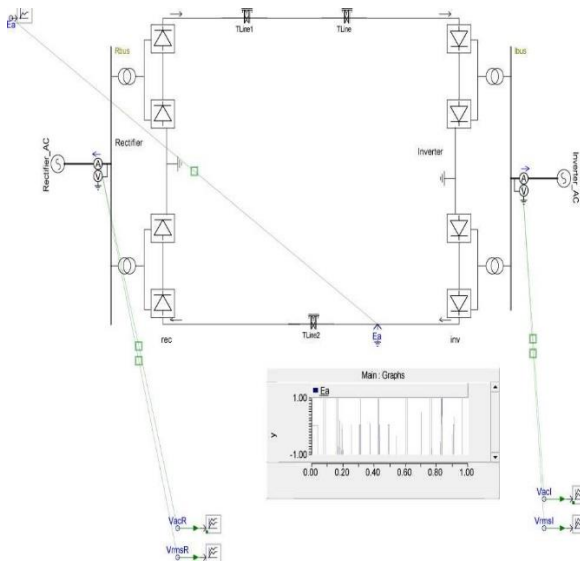 Ea
TLine1
TLine
Rbus
Ibus
Rectifier
Inverter
Rectifier_AC
Inverter_AC
A
V
A
V
TLine2
Ea
rec
inv
Main : Graphs
Ea
1.00
y
-1.00
0.00 0.20 0.40 0.60 0.80 1.00
VacR
VrmsR
VacI
VrmsI